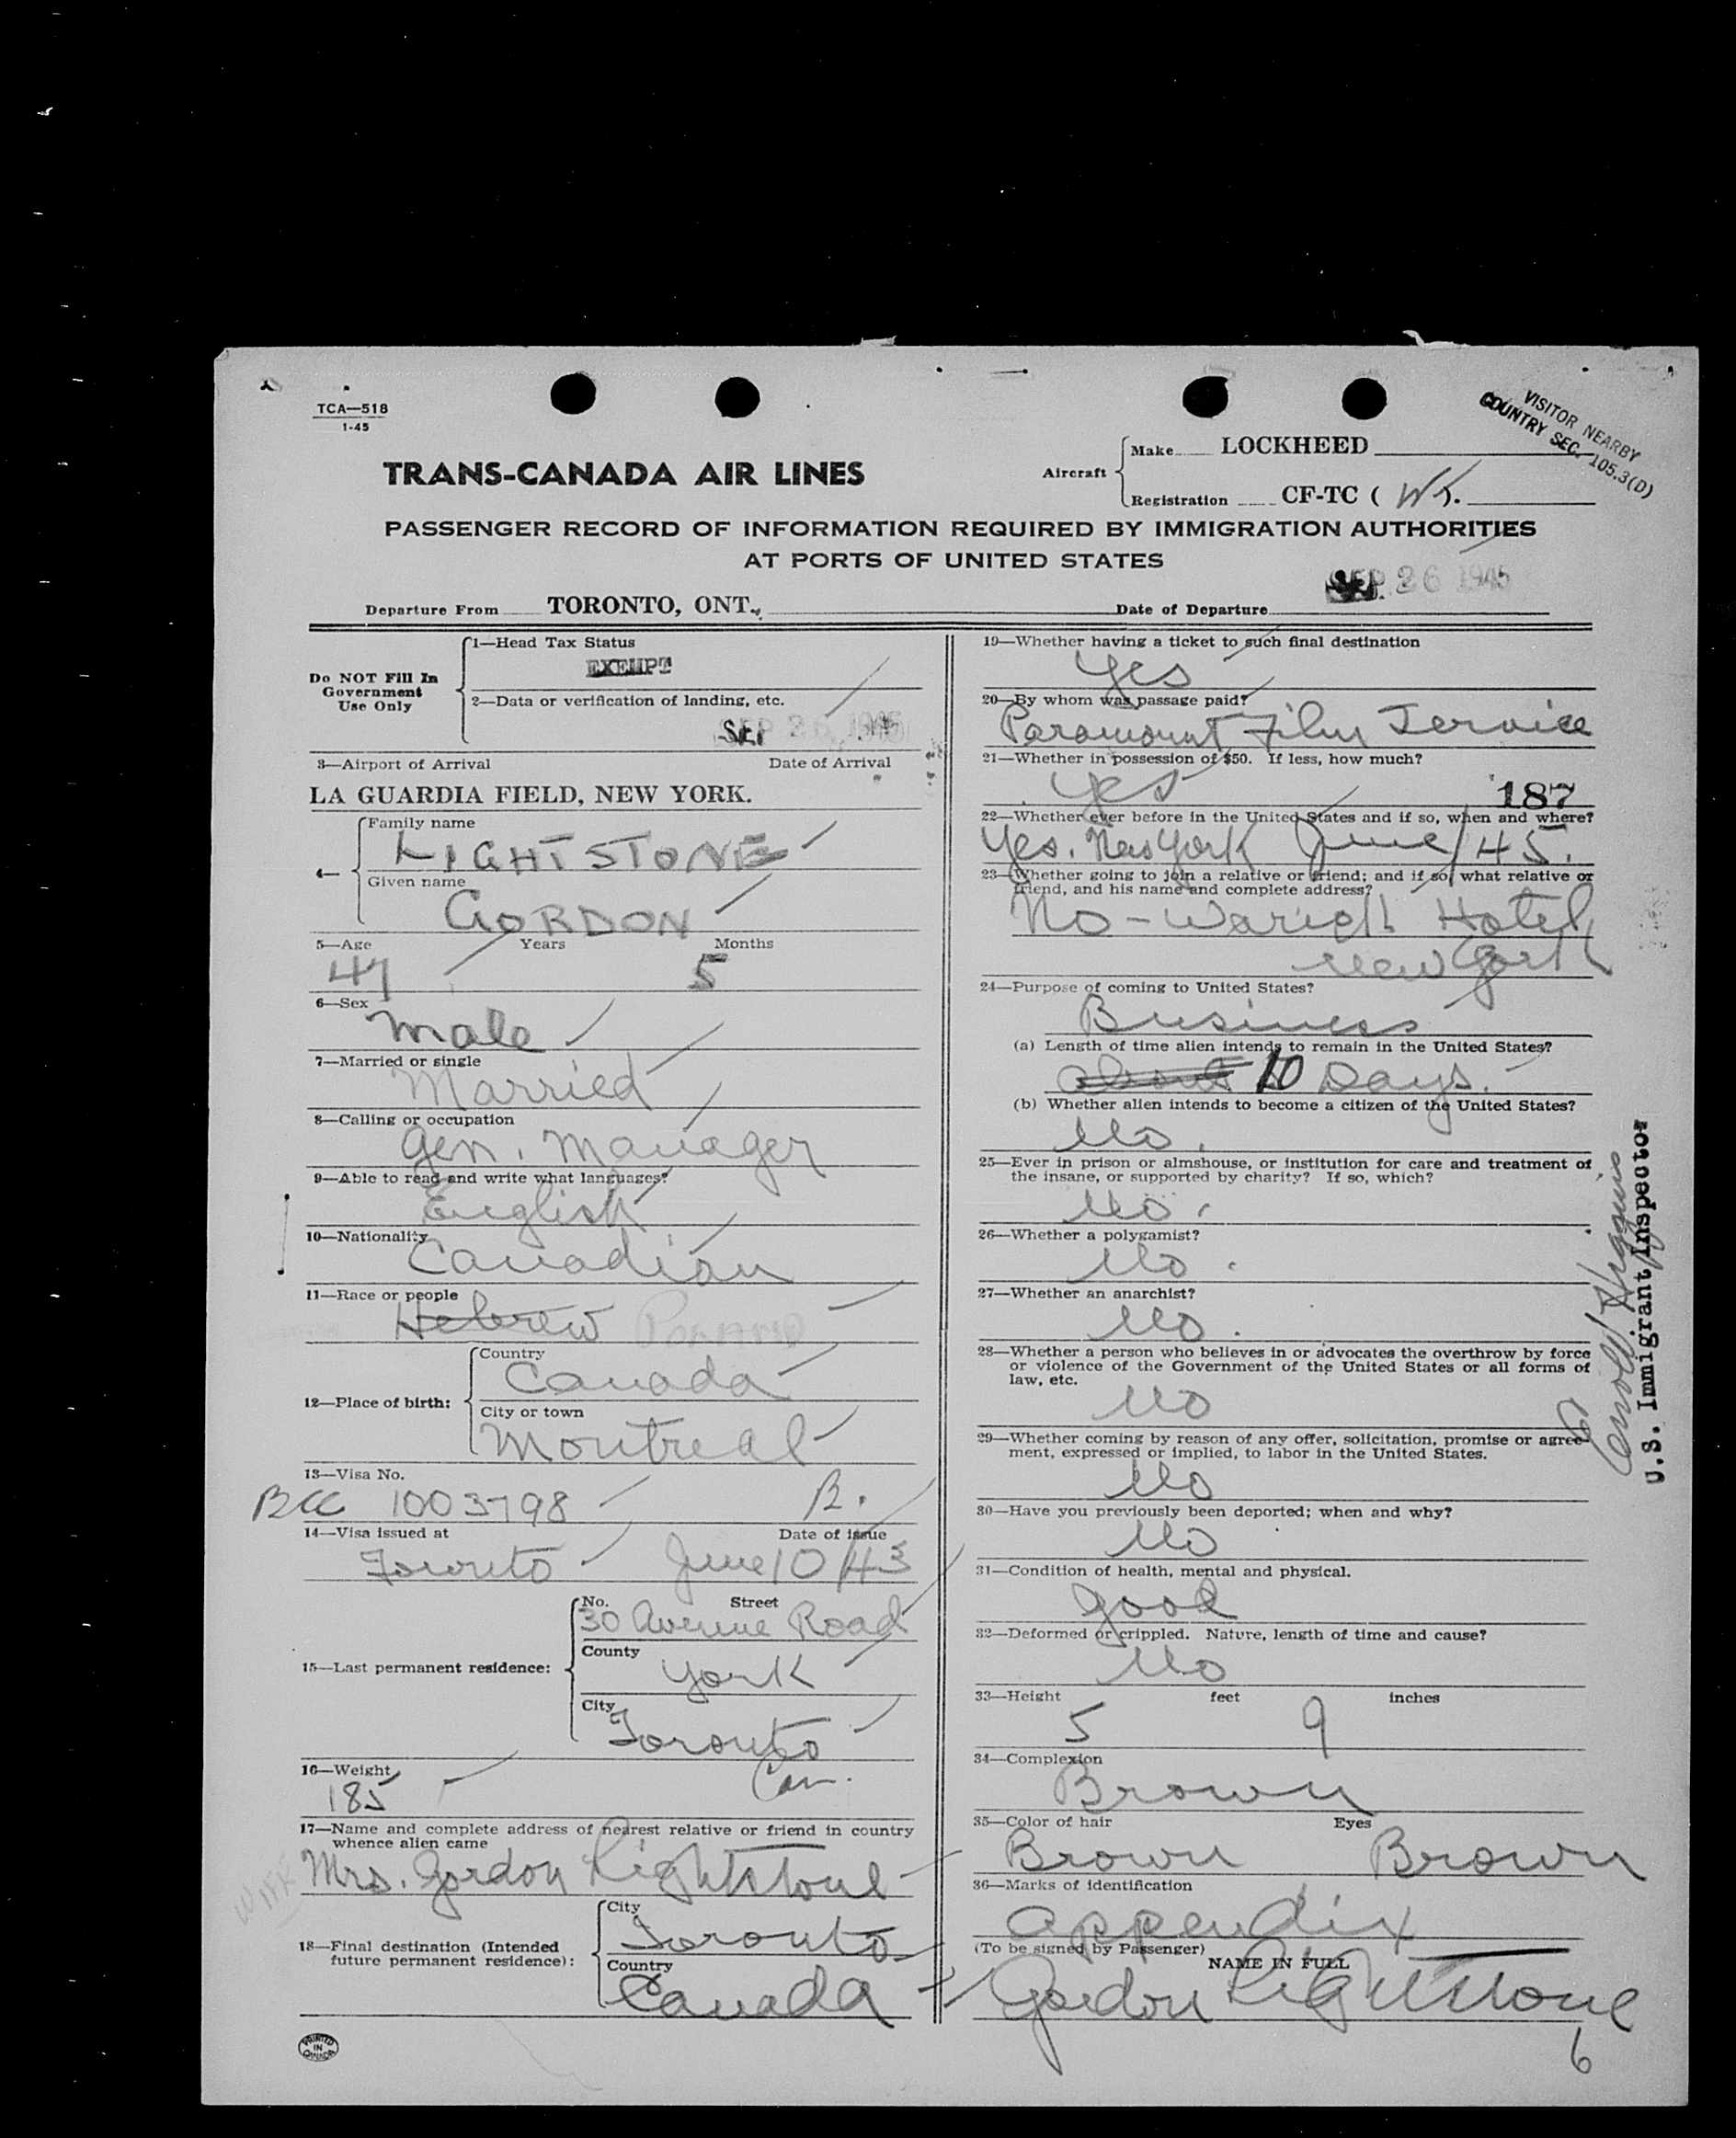 TCA—518
1-45
VISITOR NEARBY
COUNTRY SEC. 105.3(D)
TRANS-CANADA AIR LINES
Aircraft
Make LOCKHEED
Registration CF-TC (
PASSENGER RECORD OF INFORMATION REQUIRED BY IMMIGRATION AUTHORITIES
AT PORTS OF UNITED STATES
SEP 26 1945
Departure From TORONTO, ONT. Date of Departure
Do NOT Fill In
Government
Use Only
1—Head Tax Status
EXEMPT
2—Data or verification of landing, etc.
SEP 26 1945
3—Airport of Arrival Date of Arrival
LA GUARDIA FIELD, NEW YORK.
4—
Family name
LIGHTSTONE
Given name
GORDON
5—Age Years Months
47 5
6—Sex
Male
7—Married or single
Married
8—Calling or occupation
Gen. Manager
9—Able to read and write what languages?
English
10—Nationality
Canadian
11—Race or people
Hebrew
12—Place of birth:
Country
Canada
City or town
Montreal
13—Visa No.
BCC 1003798 B.
14—Visa issued at Date of issue
Toronto June 10/43
15—Last permanent residence:
No. Street
30 Avenue Road
County
York
City
Toronto
Can.
16—Weight
185
17—Name and complete address of nearest relative or friend in country
whence alien came
Mrs. Gordon Lightstone
WIFE
18—Final destination (Intended
future permanent residence):
City
Toronto
Country
Canada
PRINTED
IN
CANADA
19—Whether having a ticket to such final destination
Yes
20—By whom was passage paid?
Paramount Film Service
21—Whether in possession of $50. If less, how much?
Yes 187
22—Whether ever before in the United States and if so, when and where?
Yes. New York June/45.
23—Whether going to join a relative or friend; and if so, what relative or
friend, and his name and complete address?
No - Hotel
New York
24—Purpose of coming to United States?
Business
(a) Length of time alien intends to remain in the United States?
about 10 Days.
(b) Whether alien intends to become a citizen of the United States?
No.
25—Ever in prison or almshouse, or institution for care and treatment of
the insane, or supported by charity? If so, which?
No.
26—Whether a polygamist?
No.
27—Whether an anarchist?
No.
28—Whether a person who believes in or advocates the overthrow by force
or violence of the Government of the United States or all forms of
law, etc.
No
29—Whether coming by reason of any offer, solicitation, promise or agree-
ment, expressed or implied, to labor in the United States.
No
30—Have you previously been deported; when and why?
No
31—Condition of health, mental and physical.
Good
32—Deformed or crippled. Nature, length of time and cause?
No
33—Height feet inches
5 9
34—Complexion
Brown
35—Color of hair Eyes
Brown Brown
36—Marks of identification
appendix
(To be signed by Passenger) NAME IN FULL
Gordon Lightstone
6
Higgins
U.S. Immigrant Inspector